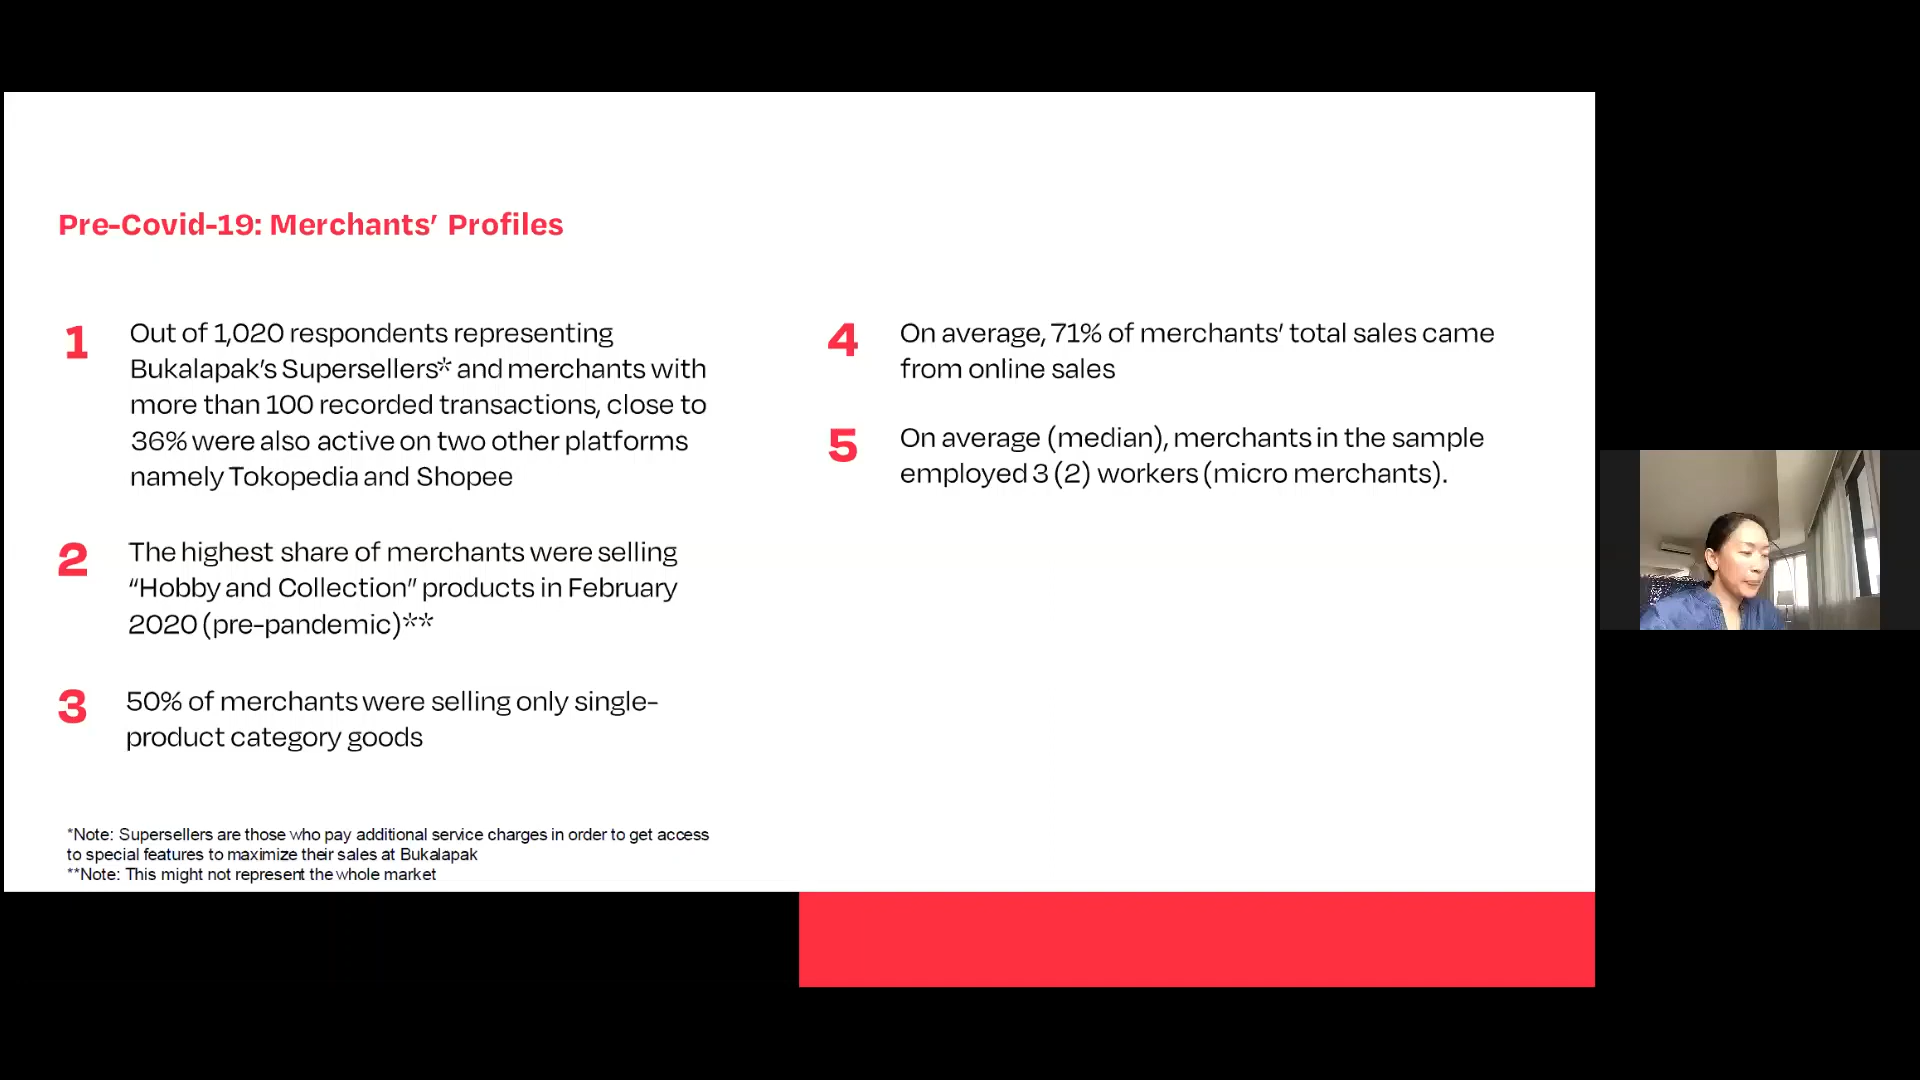 Pre-Covid-19: Merchants’ Profiles
1
Out of 1,020 respondents representing
Bukalapak’s Supersellers* and merchants with
more than 100 recorded transactions, close to
36% were also active on two other platforms
namely Tokopedia and Shopee
2
The highest share of merchants were selling
“Hobby and Collection” products in February
2020 (pre-pandemic)**
3
50% of merchants were selling only single-
product category goods
4
On average, 71% of merchants’ total sales came
from online sales
5
On average (median), merchants in the sample
employed 3 (2) workers (micro merchants).
*Note: Supersellers are those who pay additional service charges in order to get access
to special features to maximize their sales at Bukalapak
**Note: This might not represent the whole market